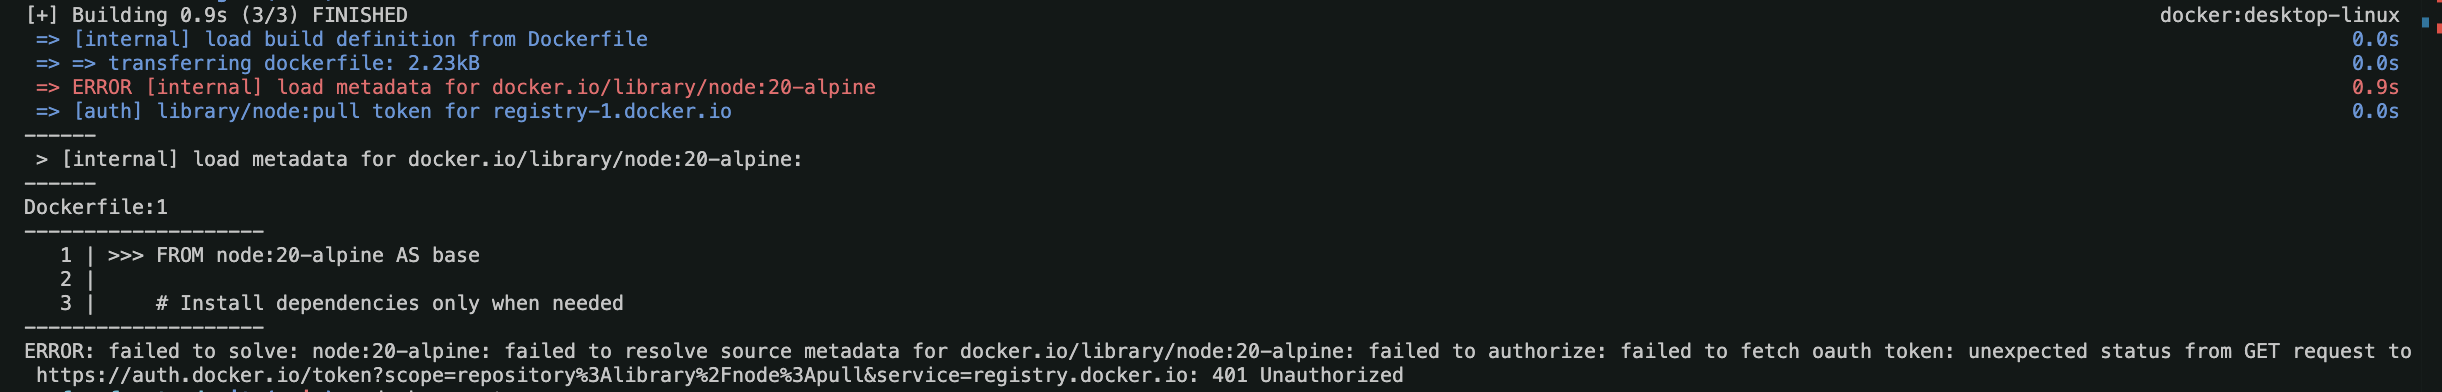 [+] Building 0.9s (3/3) FINISHED docker:desktop-linux
=> [internal] load build definition from Dockerfile 0.0s
=> => transferring dockerfile: 2.23kB 0.0s
=> ERROR [internal] load metadata for docker.io/library/node:20-alpine 0.9s
=> [auth] library/node:pull token for registry-1.docker.io 0.0s
------
> [internal] load metadata for docker.io/library/node:20-alpine:
------
Dockerfile:1
--------------------
1 | >>> FROM node:20-alpine AS base
2 |
3 | # Install dependencies only when needed
--------------------
ERROR: failed to solve: node:20-alpine: failed to resolve source metadata for docker.io/library/node:20-alpine: failed to authorize: failed to fetch oauth token: unexpected status from GET request to
https://auth.docker.io/token?scope=repository%3Alibrary%2Fnode%3Apull&service=registry.docker.io: 401 Unauthorized